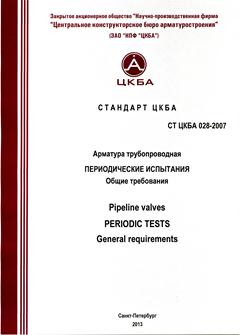 Закрытое акционерное общество "Научно-производственная фирма
"Центральное конструкторское бюро арматуростроения"
(ЗАО "НПФ "ЦКБА")
ЦКБА
СТАНДАРТ ЦКБА
СТ ЦКБА 028-2007
Арматура трубопроводная
ПЕРИОДИЧЕСКИЕ ИСПЫТАНИЯ
Общие требования
Pipeline valves
PERIODIC TESTS
General requirements
Санкт-Петербург
2013